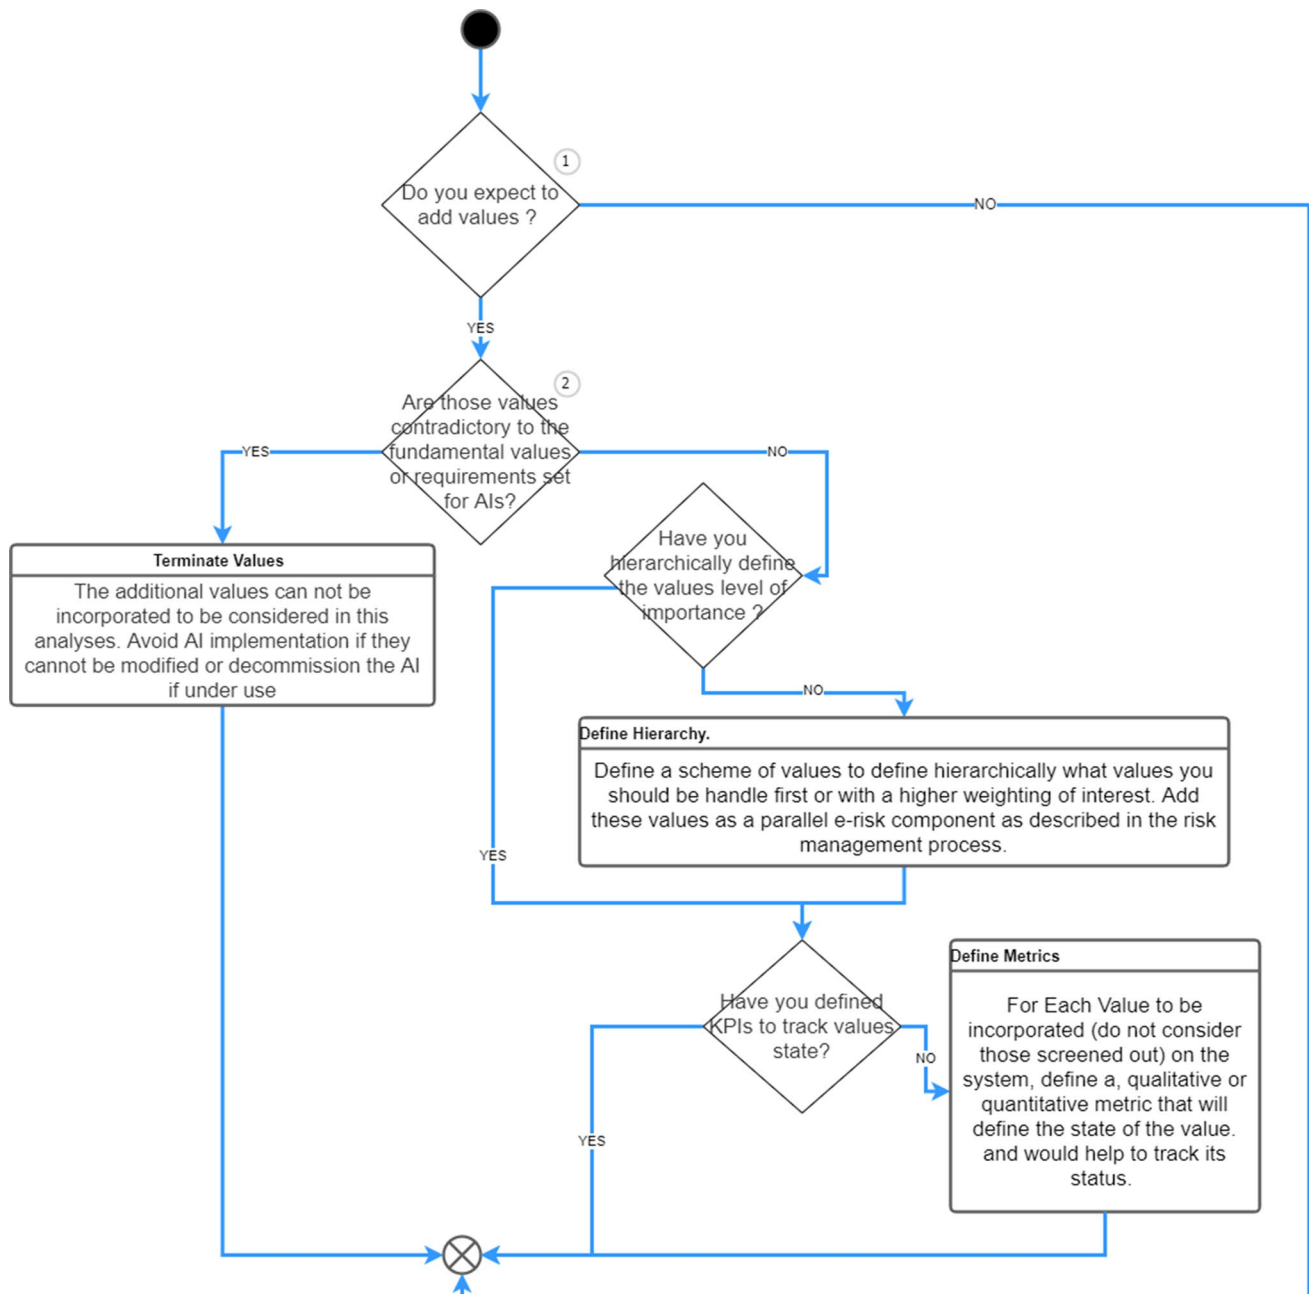 1
Do you expect to
add values ?
NO
YES
2
Are those values
contradictory to the
fundamental values
or requirements set
for AIs?
YES
NO
Have you
hierarchically define
the values level of
importance ?
Terminate Values
The additional values can not be
incorporated to be considered in this
analyses. Avoid AI implementation if they
cannot be modified or decommission the AI
if under use
NO
Define Hierarchy.
Define a scheme of values to define hierarchically what values you
should be handle first or with a higher weighting of interest. Add
these values as a parallel e-risk component as described in the risk
management process.
YES
Have you defined
KPIs to track values
state?
NO
Define Metrics
For Each Value to be
incorporated (do not consider
those screened out) on the
system, define a, qualitative or
quantitative metric that will
define the state of the value.
and would help to track its
status.
YES